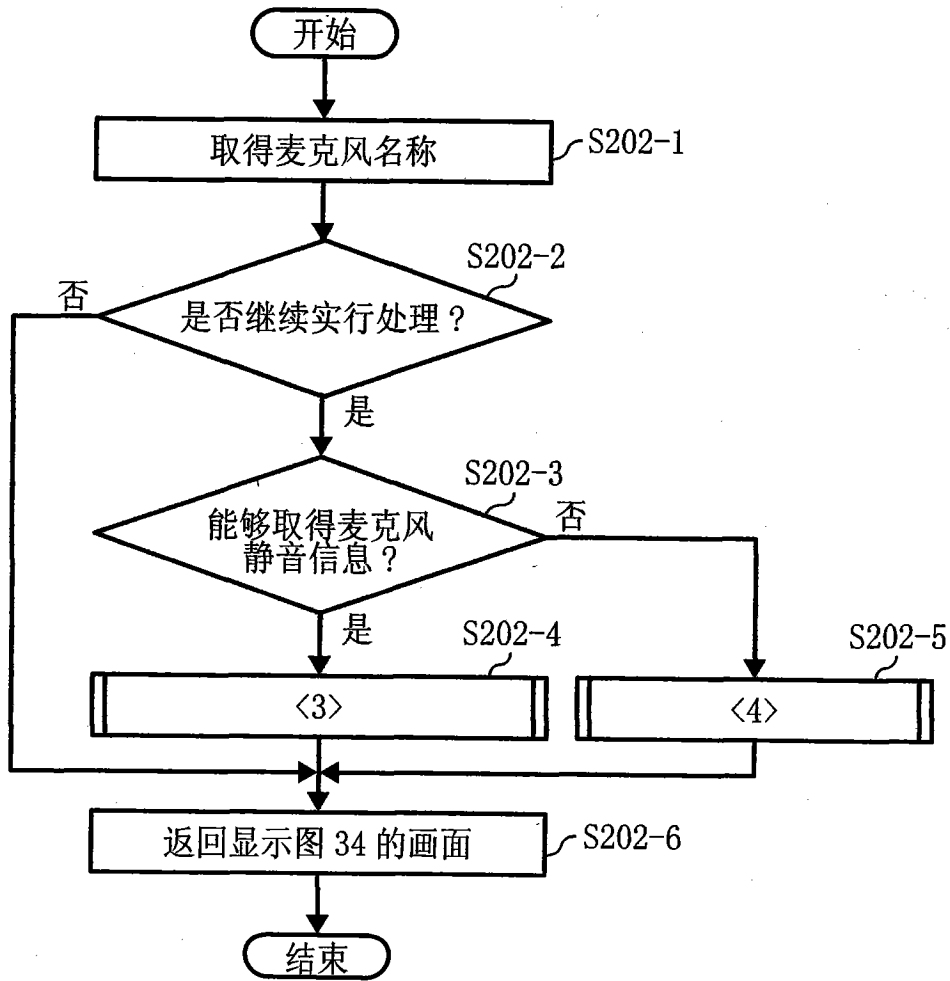 开始
取得麦克风名称
S202-1
S202-2
否
是否继续实行处理？
是
S202-3
能够取得麦克风
静音信息？
否
是
S202-4
S202-5
<3>
<4>
返回显示图 34 的画面
S202-6
结束